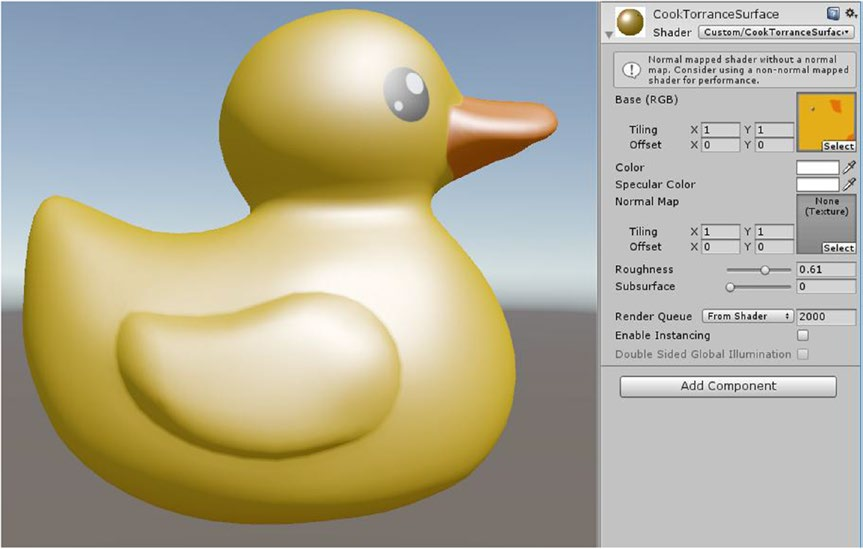 CookTorranceSurface
Shader Custom/CookTorranceSurfac
Normal mapped shader without a normal
map. Consider using a non-normal mapped
shader for performance.
Base (RGB)
Tiling X 1 Y 1
Offset X 0 Y 0
Select
Color
Specular Color
Normal Map
None
(Texture)
Tiling X 1 Y 1
Offset X 0 Y 0
Select
Roughness 0.61
Subsurface 0
Render Queue From Shader 2000
Enable Instancing
Double Sided Global Illumination
Add Component